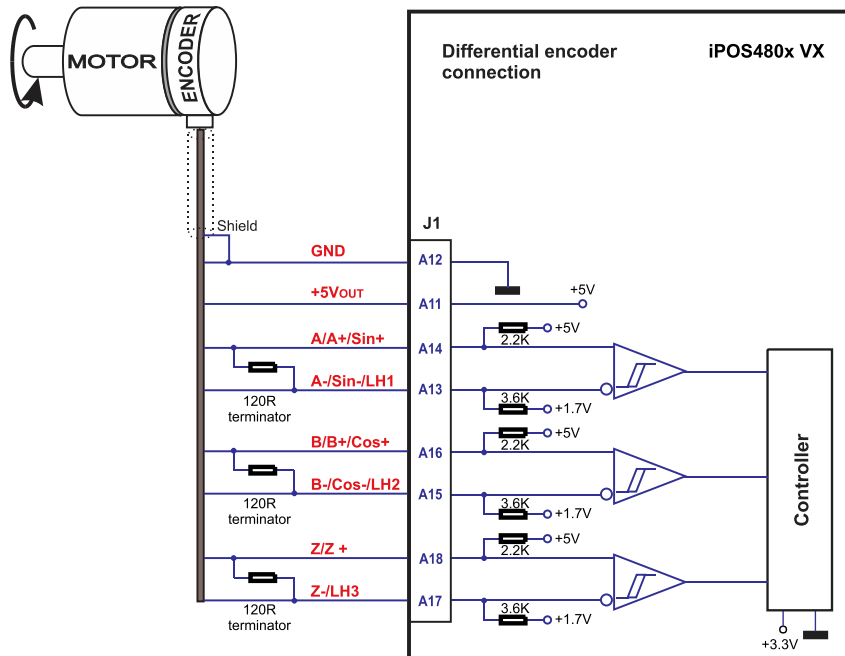 MOTOR
ENCODER
Differential encoder
connection
iPOS480x VX
Shield
J1
GND
A12
+5VOUT
A11
+5V
A/A+/Sin+
A14
+5V
2.2K
A-/Sin-/LH1
A13
3.6K
+1.7V
120R
terminator
B/B+/Cos+
A16
+5V
2.2K
B-/Cos-/LH2
A15
3.6K
+1.7V
120R
terminator
Z/Z +
A18
+5V
2.2K
Z-/LH3
A17
3.6K
+1.7V
120R
terminator
Controller
+3.3V